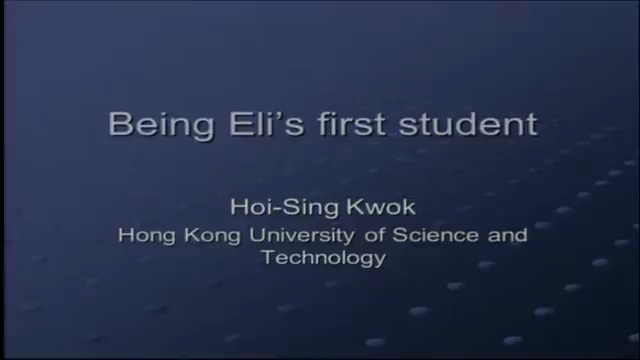 Being Eli's first student
Hoi-Sing Kwok
Hong Kong University of Science and
Technology